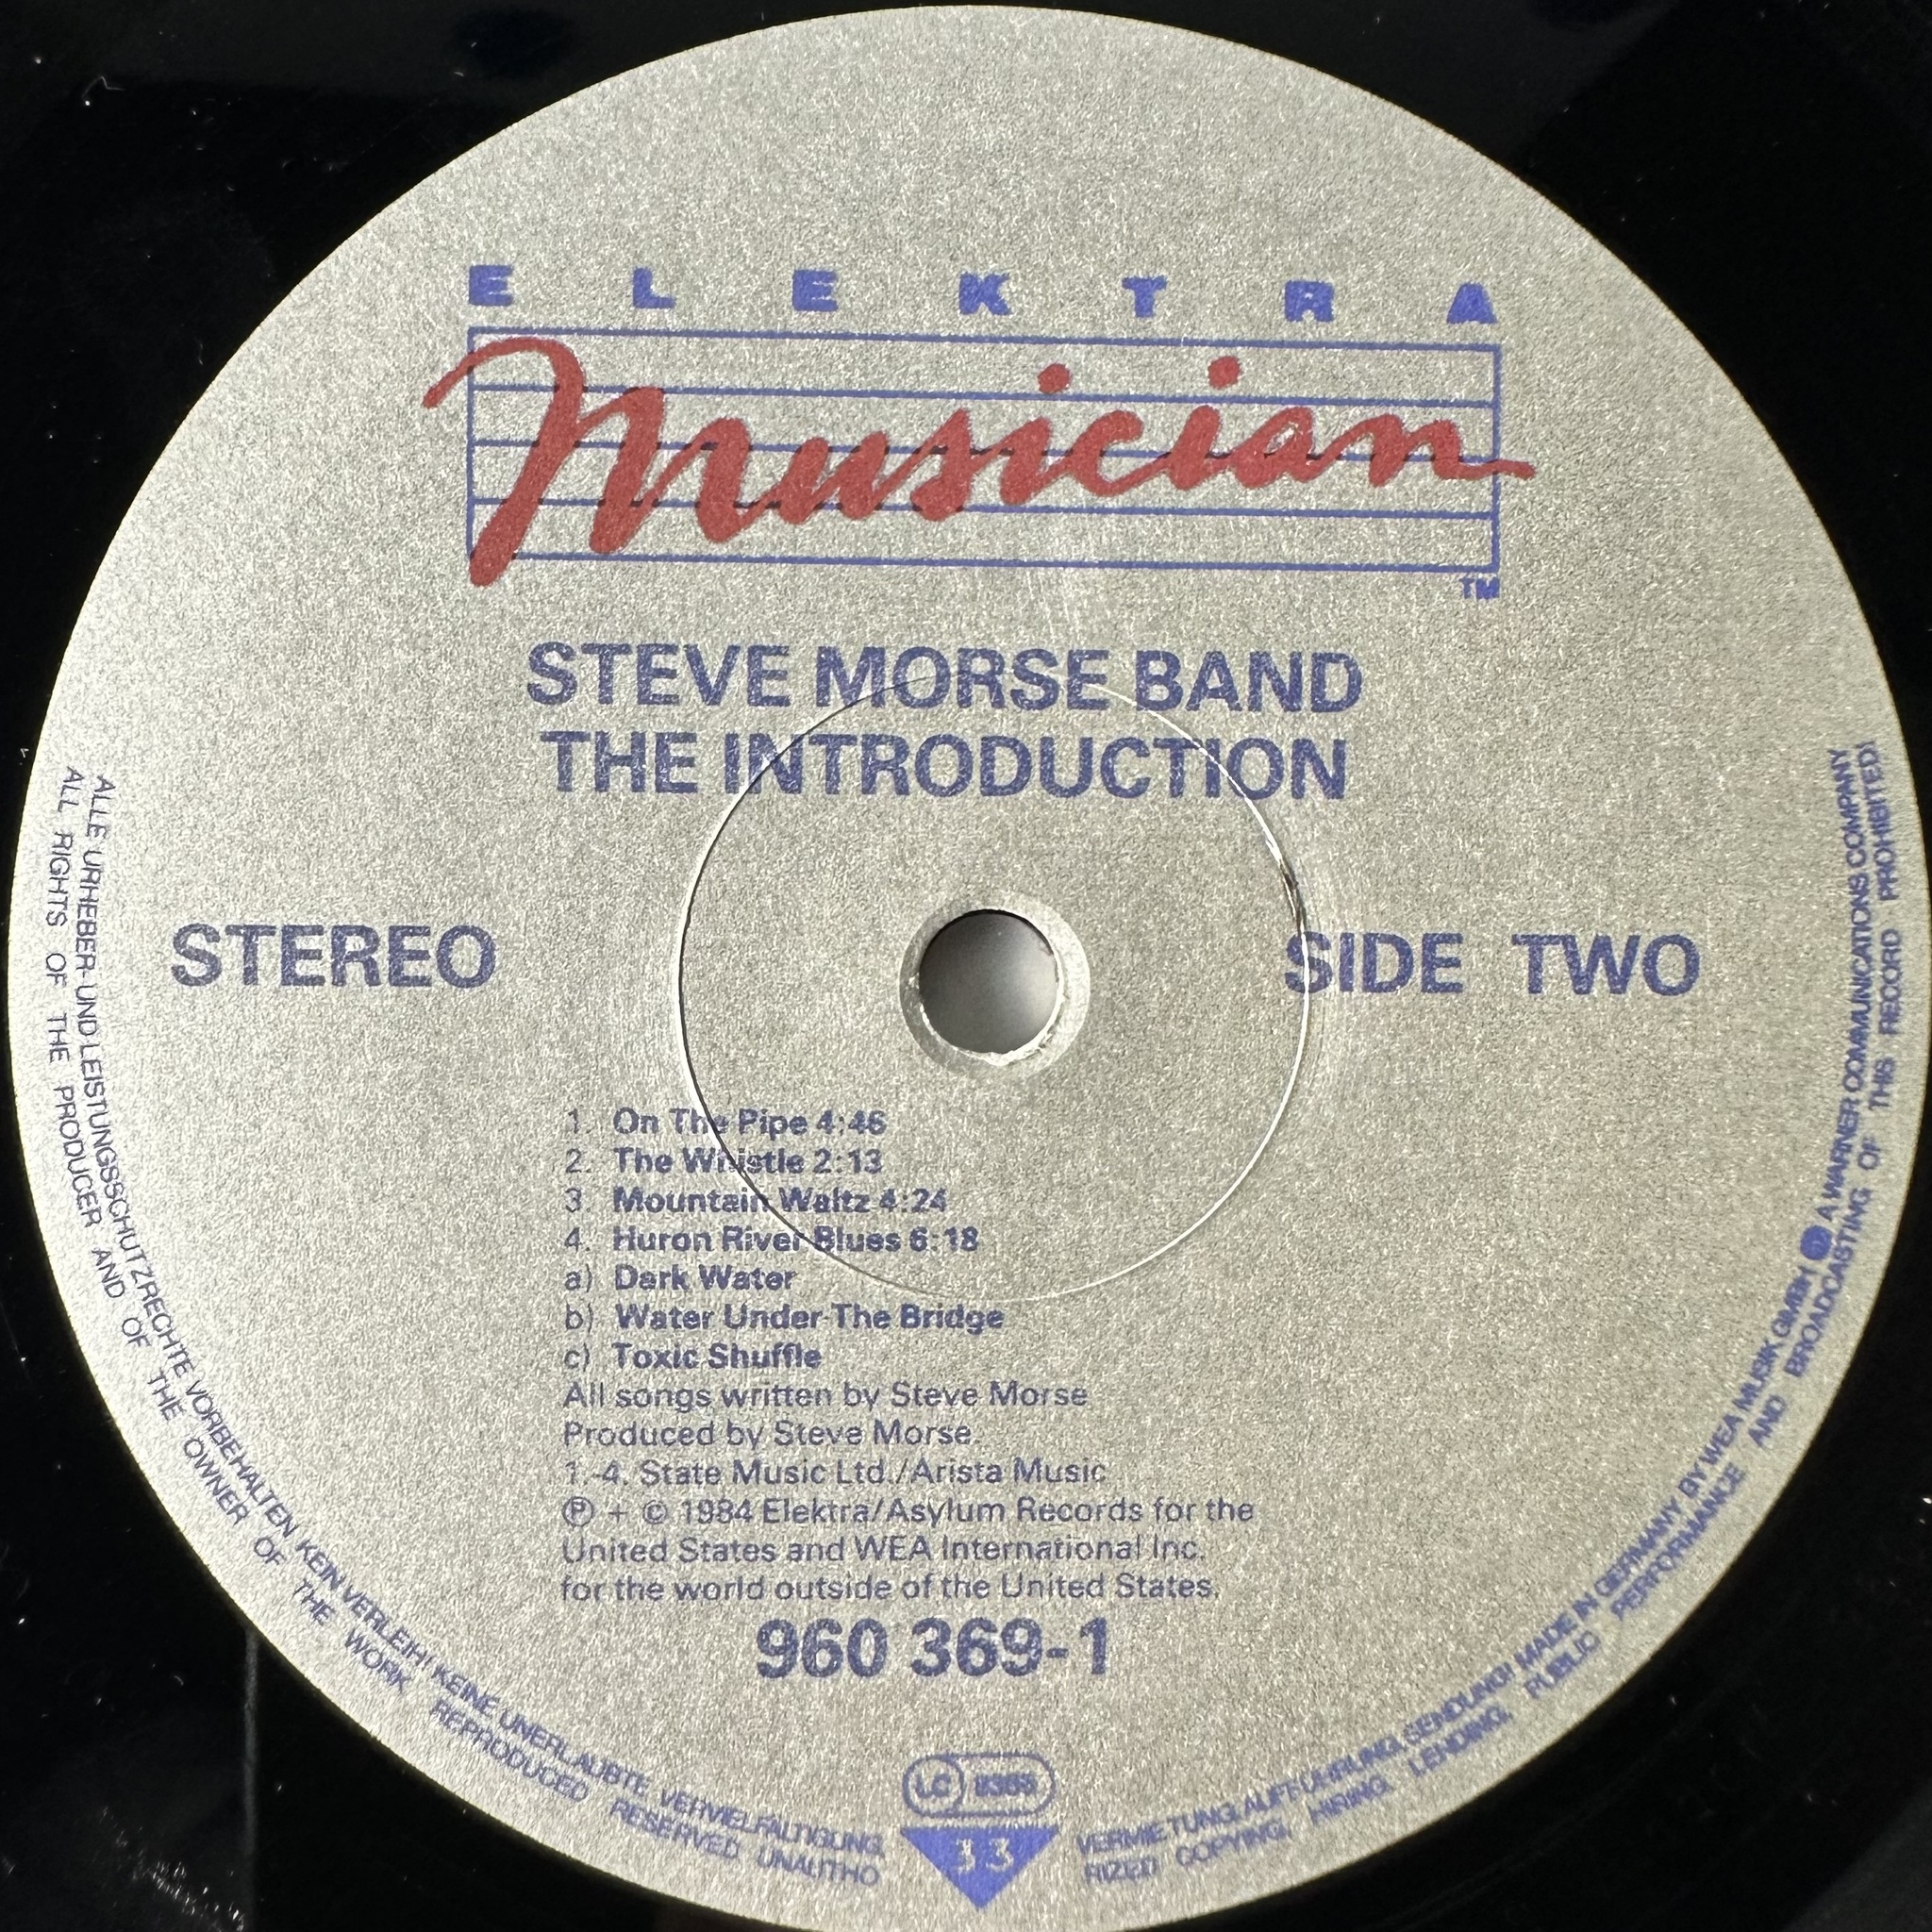 ELEKTRA
Musician
TM
STEVE MORSE BAND
THE INTRODUCTION
STEREO
SIDE TWO
1. On The Pipe 4:46
2. The Whistle 2:13
3. Mountain Waltz 4:24
4. Huron River Blues 6:18
a) Dark Water
b) Water Under The Bridge
c) Toxic Shuffle
All songs written by Steve Morse
Produced by Steve Morse.
1.-4. State Music Ltd./Arista Music
Ⓟ + © 1984 Elektra/Asylum Records for the
United States and WEA International Inc.
for the world outside of the United States.
960 369-1
LC
33
ALLE URHEBER- UND LEISTUNGSSCHUTZRECHTE VORBEHALTEN KEIN VERLEIH! KEINE UNERLAUBTE VERVIELFÄLTIGUNG, VERMIETUNG, AUFFÜHRUNG, SENDUNG! MADE IN GERMANY BY WEA MUSIK GMBH A WARNER COMMUNICATIONS COMPANY
ALL RIGHTS OF THE PRODUCER AND OF THE OWNER OF THE WORK REPRODUCED RESERVED UNAUTHO RIZED COPYING, HIRING, LENDING, PUBLIC PERFORMANCE AND BROADCASTING OF THIS RECORD PROHIBITED!